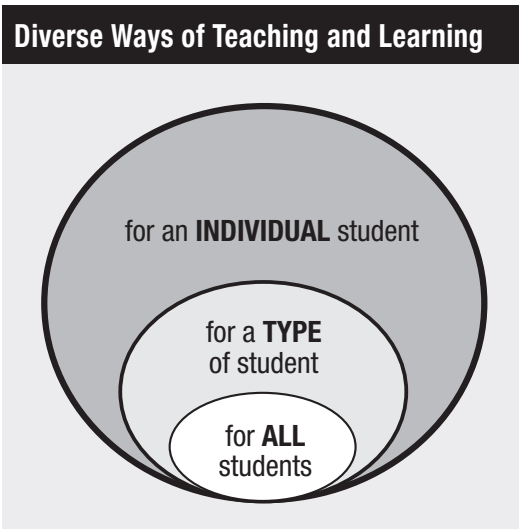 Diverse Ways of Teaching and Learning
for an INDIVIDUAL student
for a TYPE
of student
for ALL
students